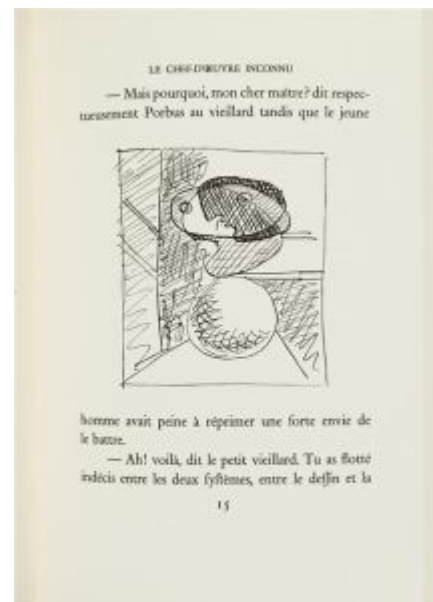 LE CHEF-D'ŒUVRE INCONNU
— Mais pourquoi, mon cher maître? dit respec-
tueusement Porbus au vieillard tandis que le jeune
homme avait peine à réprimer une forte envie de
le battre.
— Ah! voilà, dit le petit vieillard. Tu as flotté
indécis entre les deux ſyſtèmes, entre le deſſin et la
15